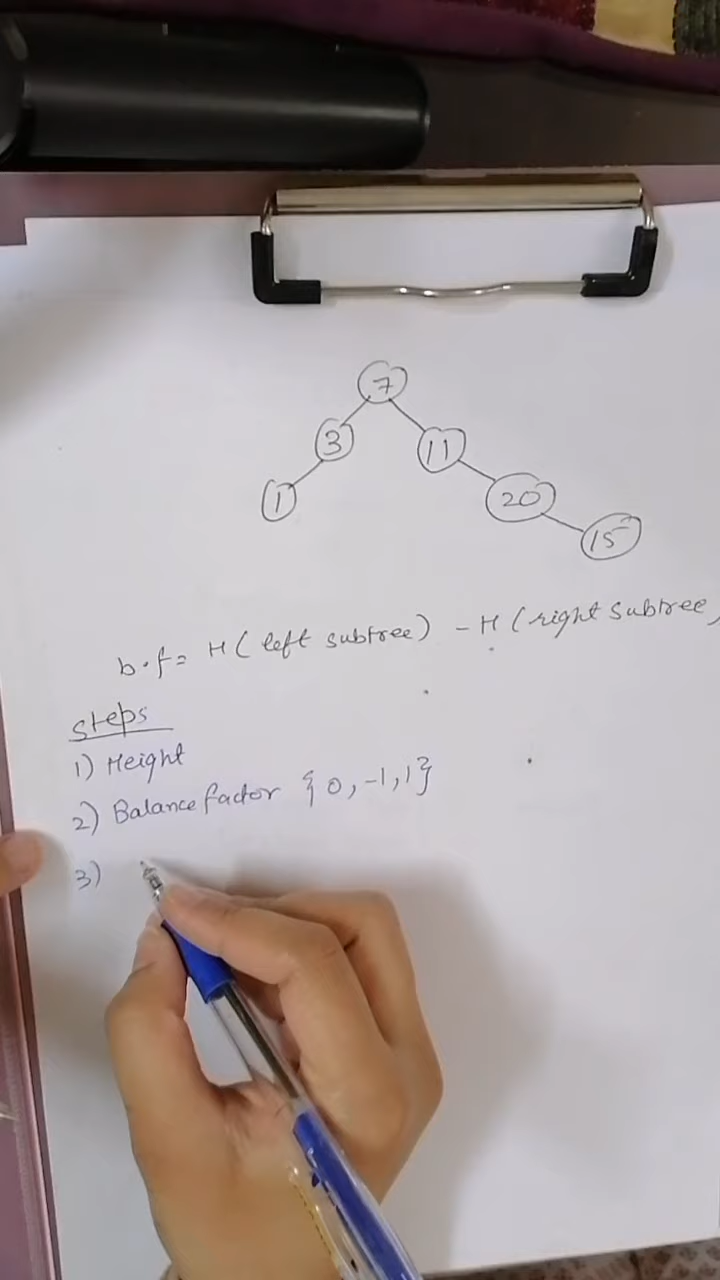 7
3 11
1 20
15
b.f = H(left subtree) - H(right subtree)
steps
1) Height
2) Balance factor {0, -1, 1}
3)